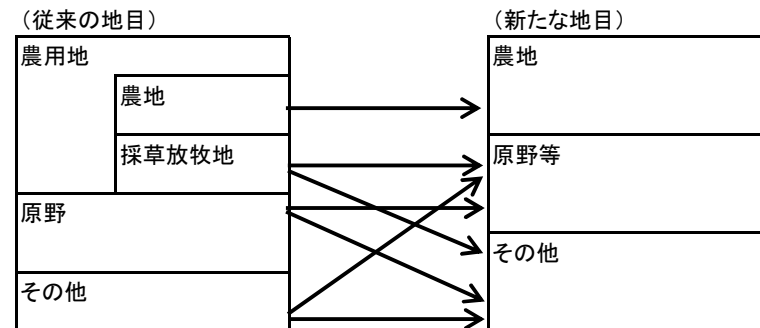 （従来の地目）
農用地
農地
採草放牧地
原野
その他
（新たな地目）
農地
原野等
その他